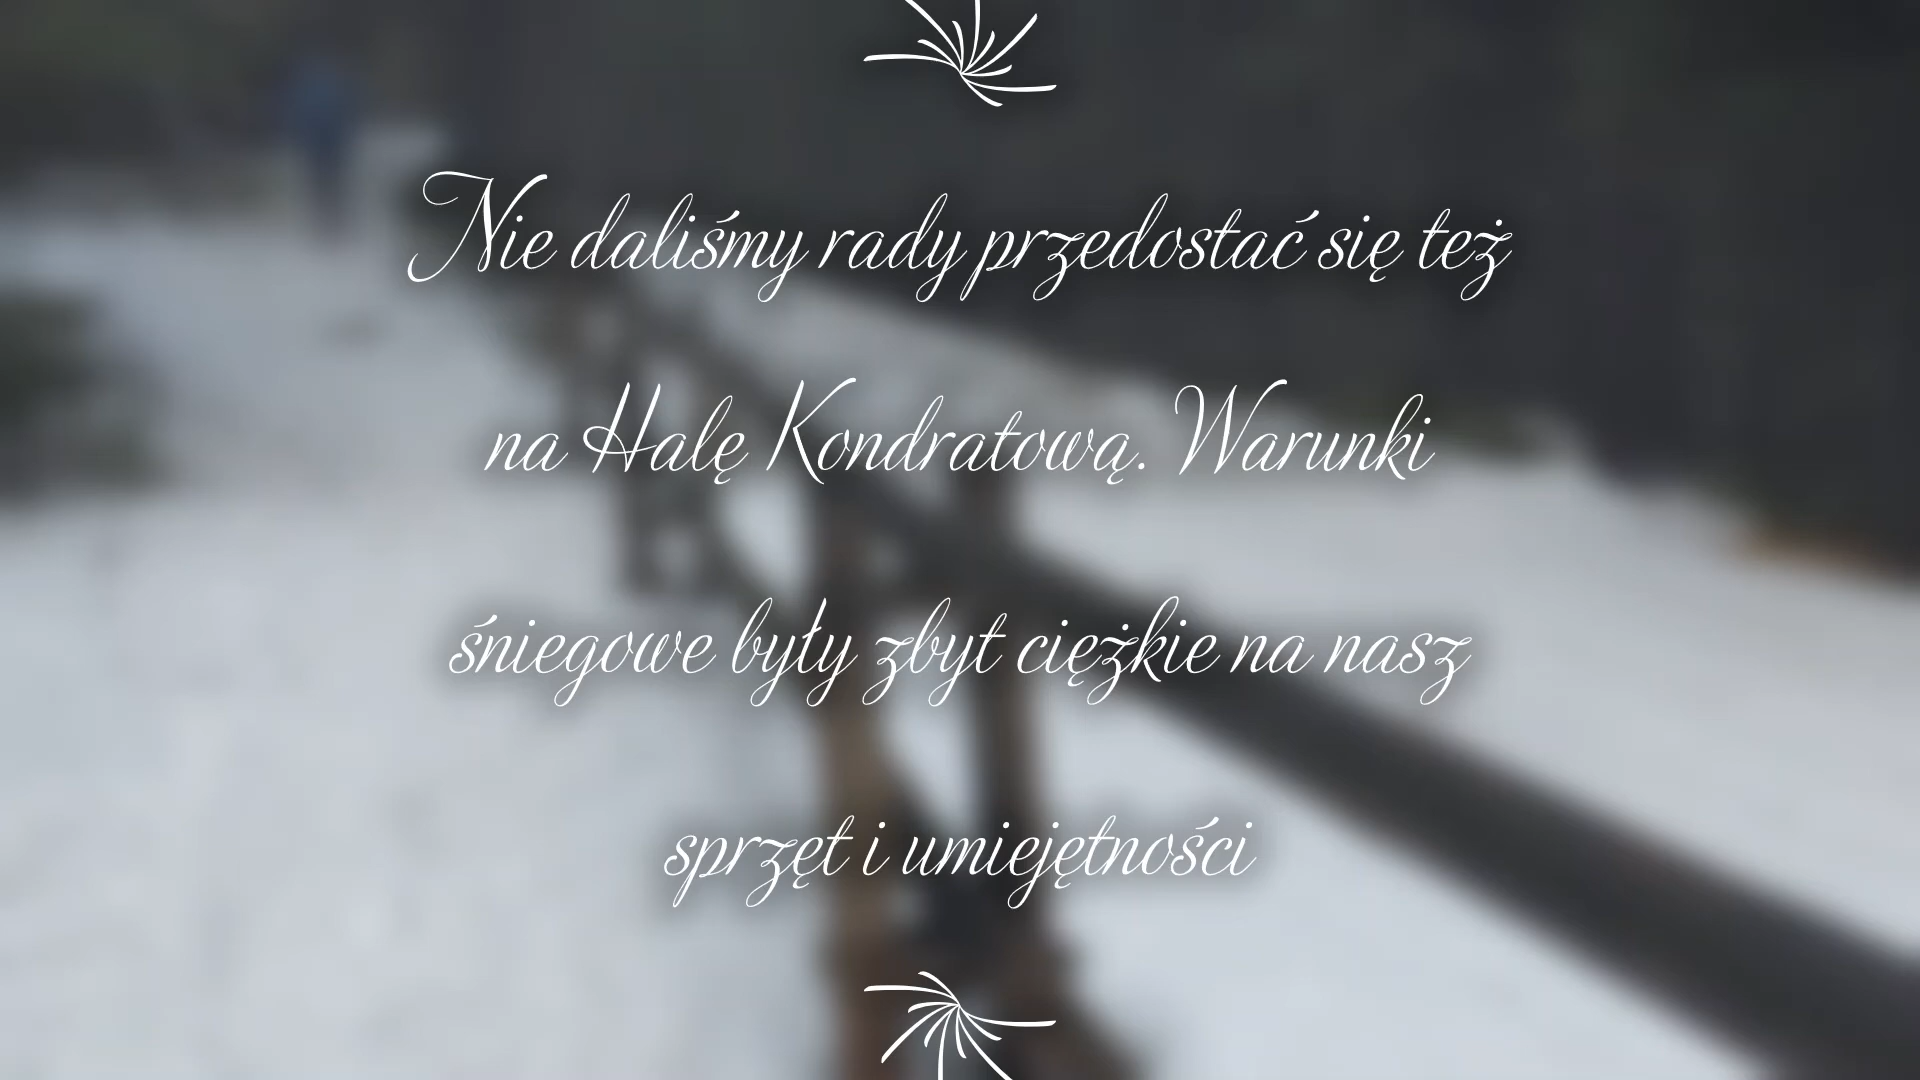 Nie daliśmy rady przedostać się też
na Halę Kondratową. Warunki
śniegowe były zbyt ciężkie na nasz
sprzęt i umiejętności